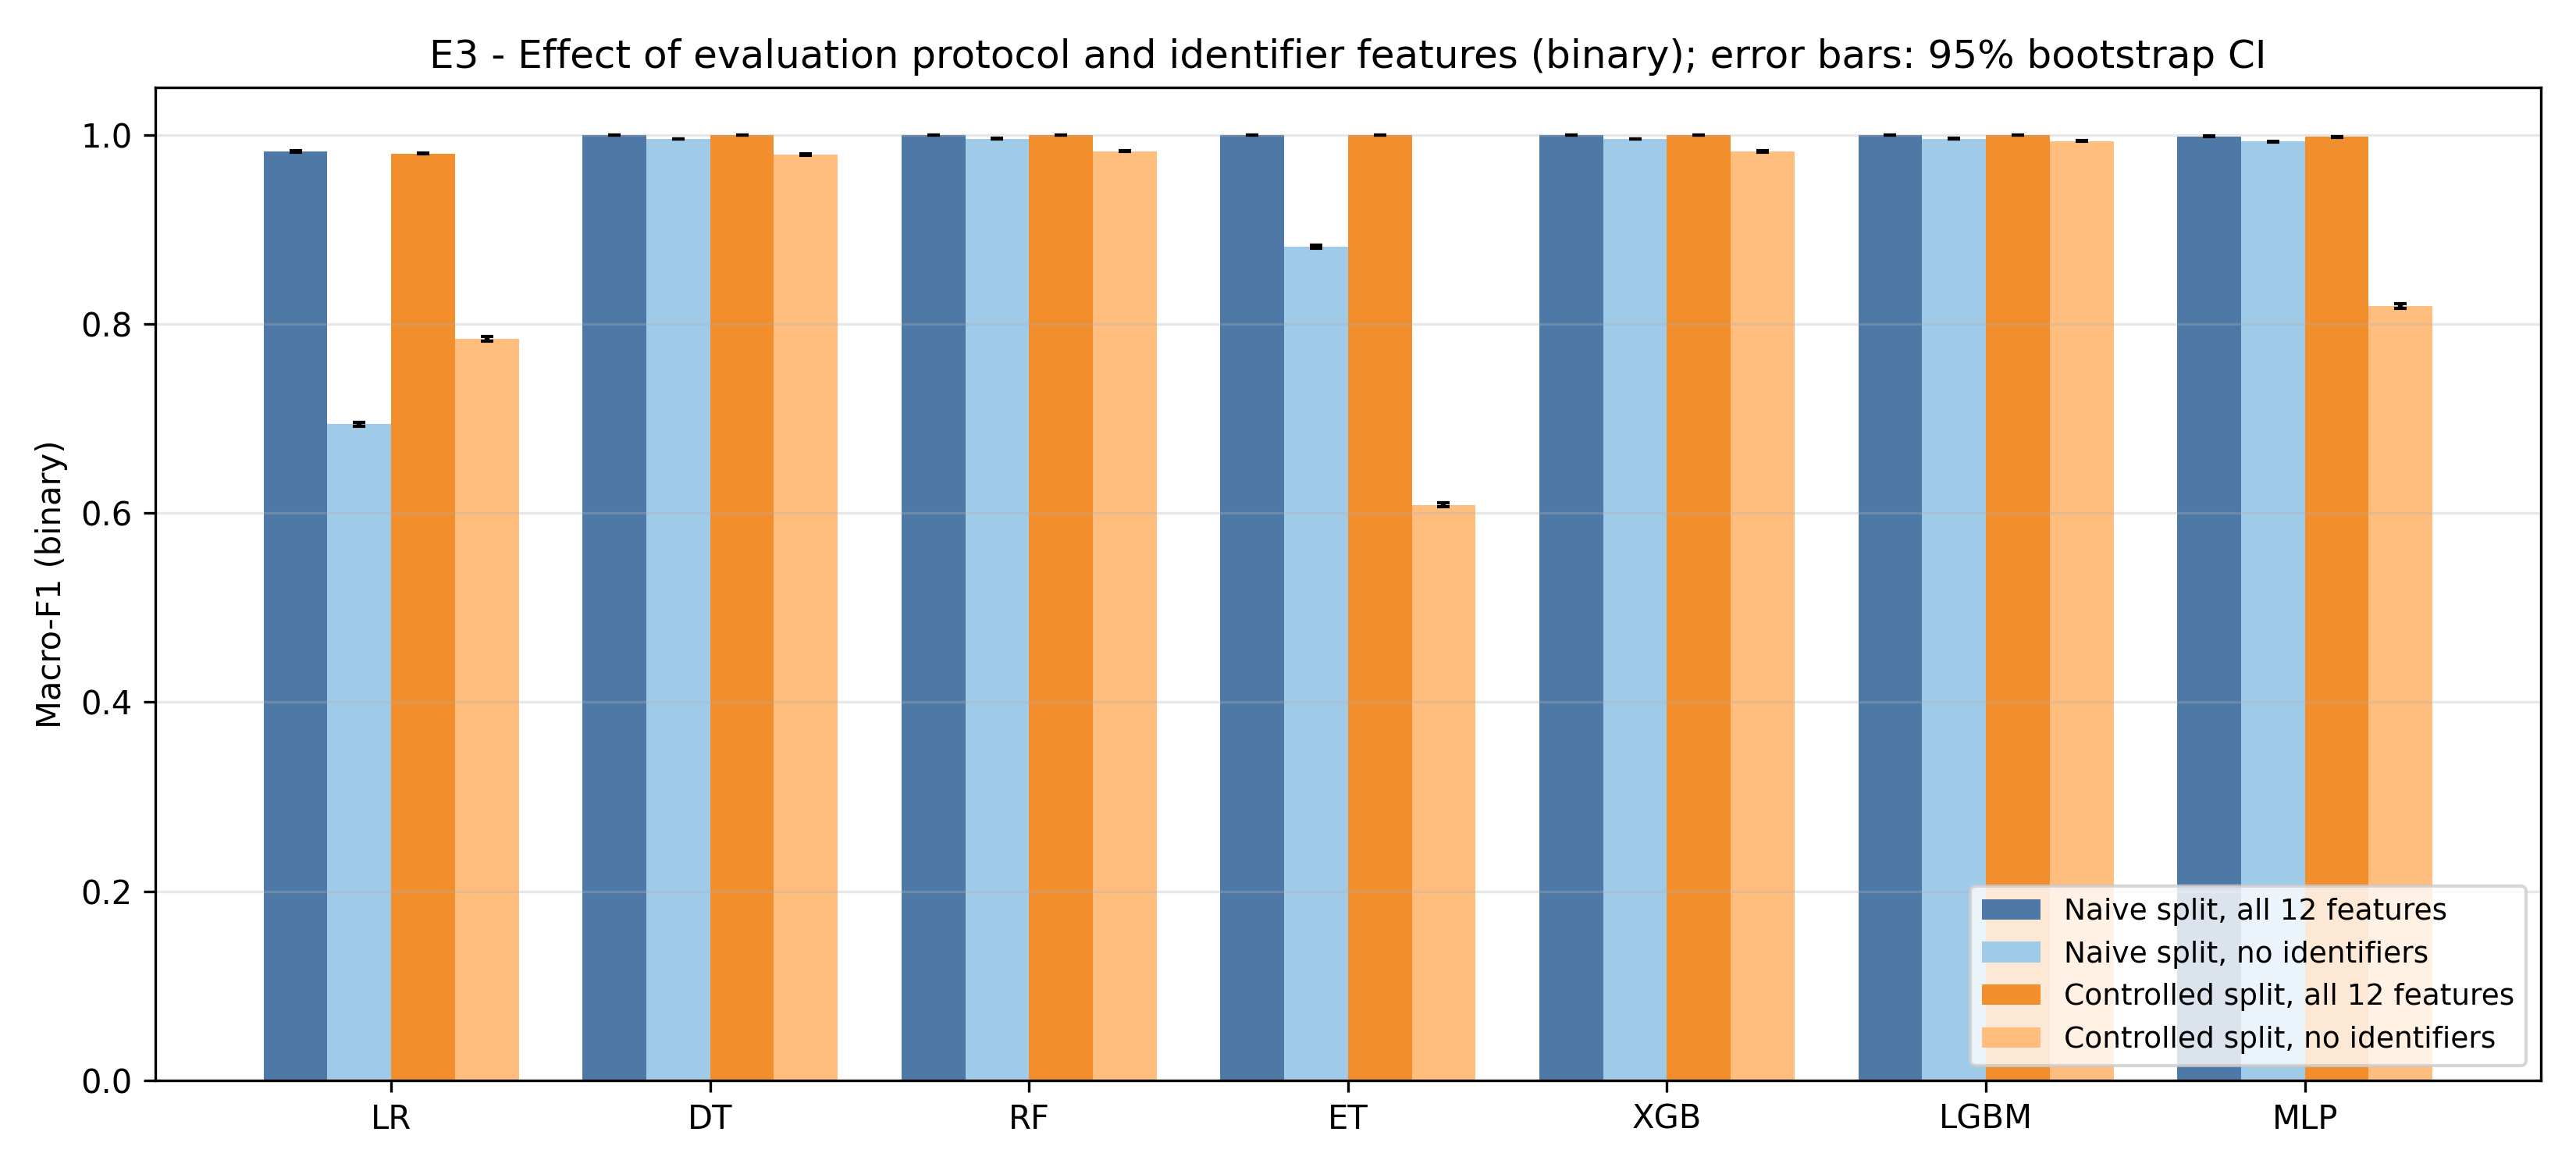 E3 - Effect of evaluation protocol and identifier features (binary); error bars: 95% bootstrap CI
Macro-F1 (binary)
1.0
0.8
0.6
0.4
0.2
0.0
LR DT RF ET XGB LGBM MLP
Naive split, all 12 features
Naive split, no identifiers
Controlled split, all 12 features
Controlled split, no identifiers